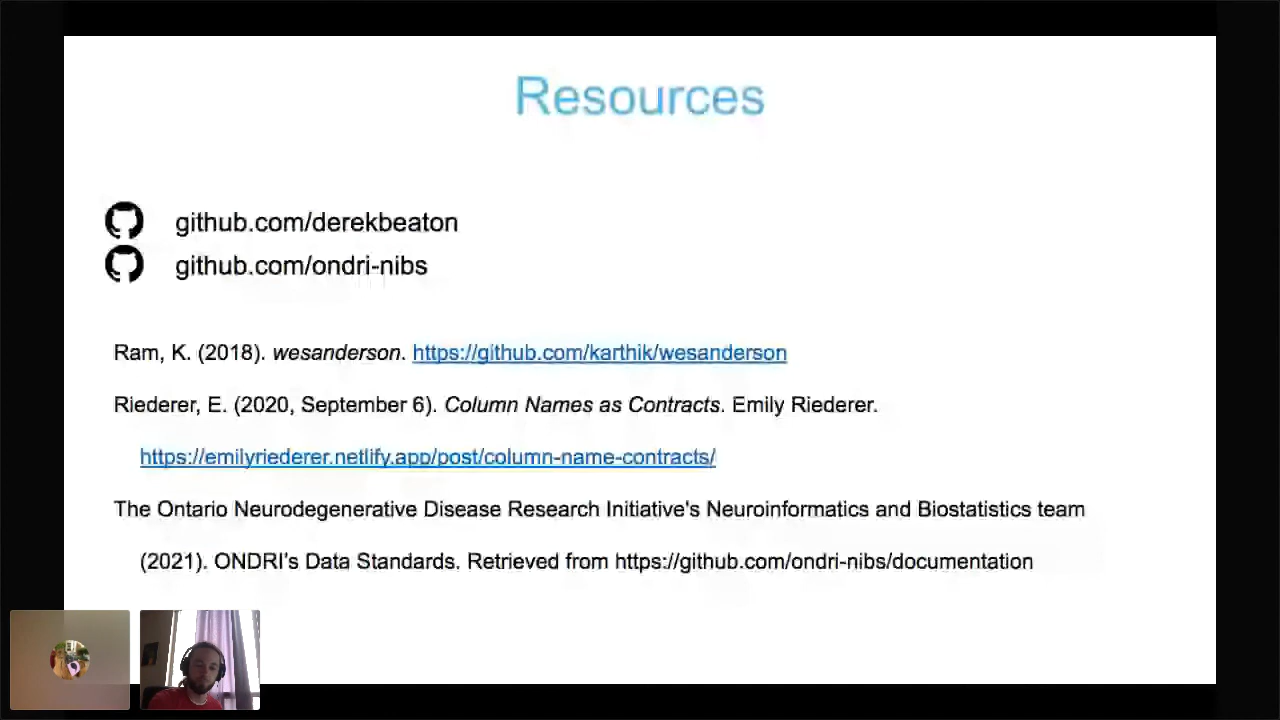 Resources
github.com/derekbeaton
github.com/ondri-nibs
Ram, K. (2018). wesanderson. https://github.com/karthik/wesanderson
Riederer, E. (2020, September 6). Column Names as Contracts. Emily Riederer.
https://emilyriederer.netlify.app/post/column-name-contracts/
The Ontario Neurodegenerative Disease Research Initiative's Neuroinformatics and Biostatistics team
(2021). ONDRI's Data Standards. Retrieved from https://github.com/ondri-nibs/documentation